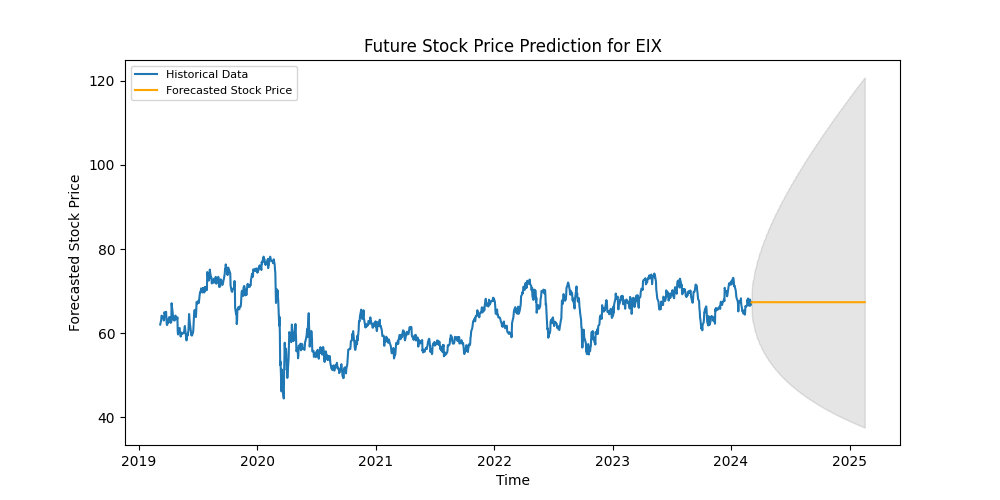 Future Stock Price Prediction for EIX
Historical Data
Forecasted Stock Price
120
100
80
60
40
Forecasted Stock Price
2019 2020 2021 2022 2023 2024 2025
Time